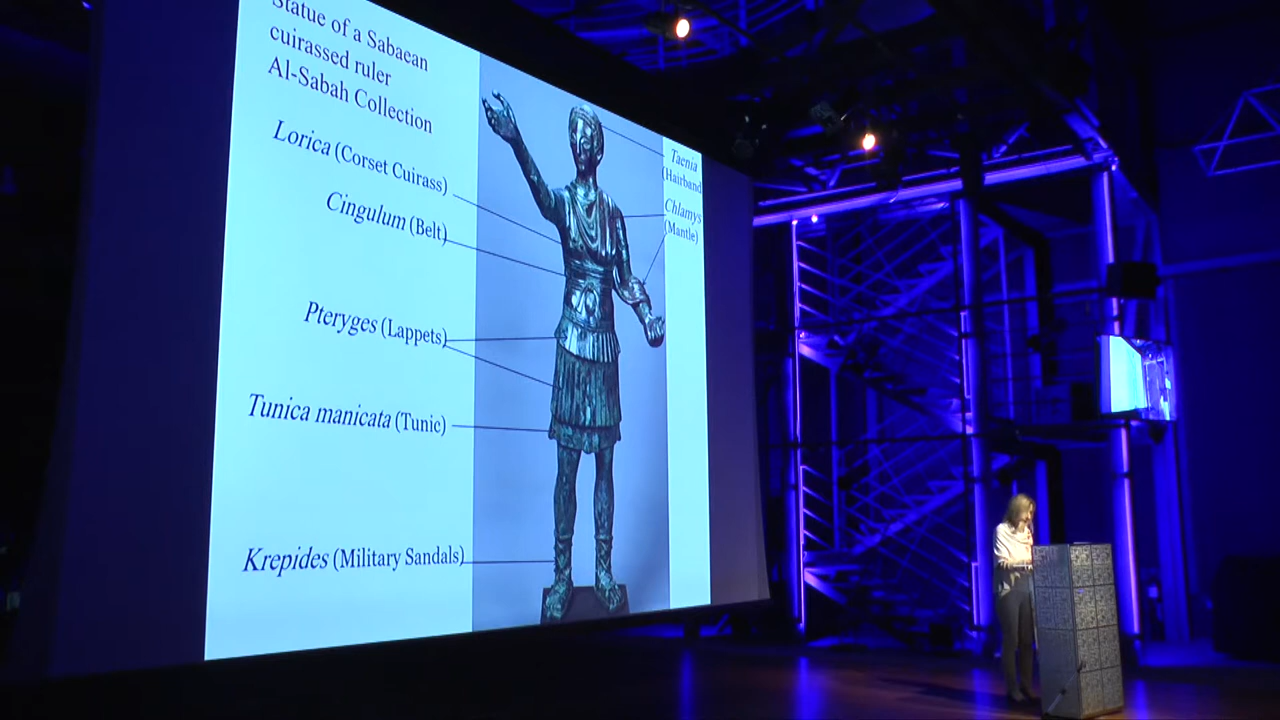 Statue of a Sabaean
cuirassed ruler
Al-Sabah Collection
Lorica (Corset Cuirass)
Cingulum (Belt)
Pteryges (Lappets)
Tunica manicata (Tunic)
Krepides (Military Sandals)
Taenia
(Hairband
Chlamys
(Mantle)